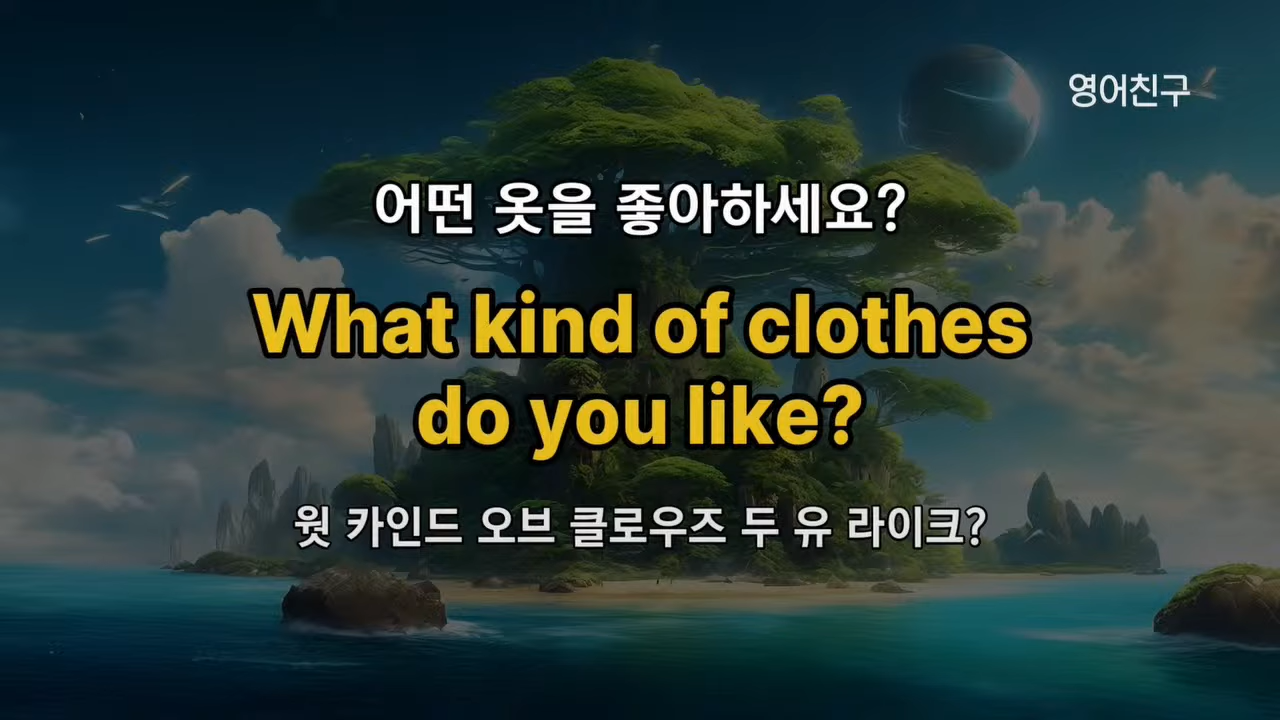 영어친구
어떤 옷을 좋아하세요?
What kind of clothes
do you like?
웟 카인드 오브 클로우즈 두 유 라이크?